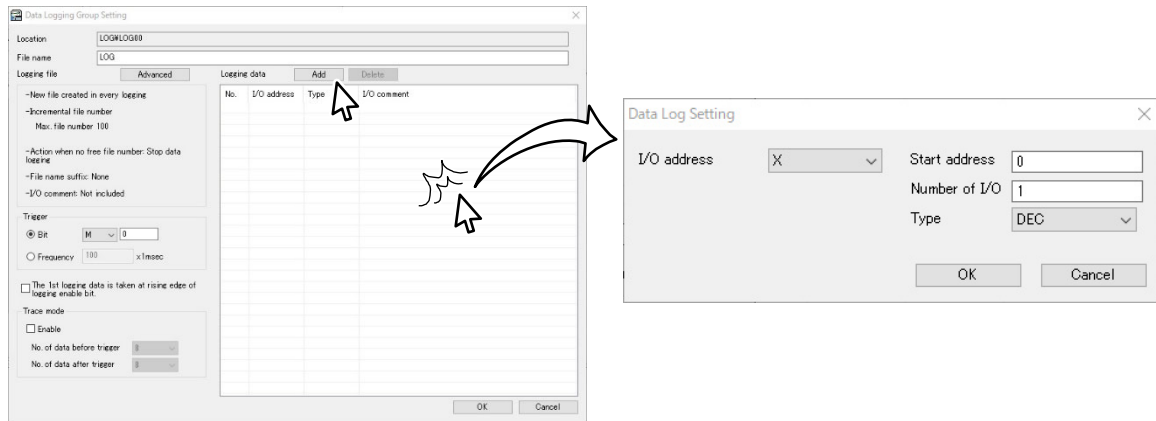 Data Logging Group Setting
Location LOG¥LOG00
File name LOG
Logging file Advanced Logging data Add Delete
-New file created in every logging
-Incremental file number
Max. file number 100
-Action when no free file number: Stop data
logging
-File name suffix: None
-I/O comment: Not included
No. I/O address Type I/O comment
Trigger
Bit M 0
Frequency 100 x1msec
The 1st logging data is taken at rising edge of
logging enable bit.
Trace mode
Enable
No. of data before trigger 0
No. of data after trigger 0
OK Cancel
Data Log Setting
I/O address X Start address 0
Number of I/O 1
Type DEC
OK Cancel